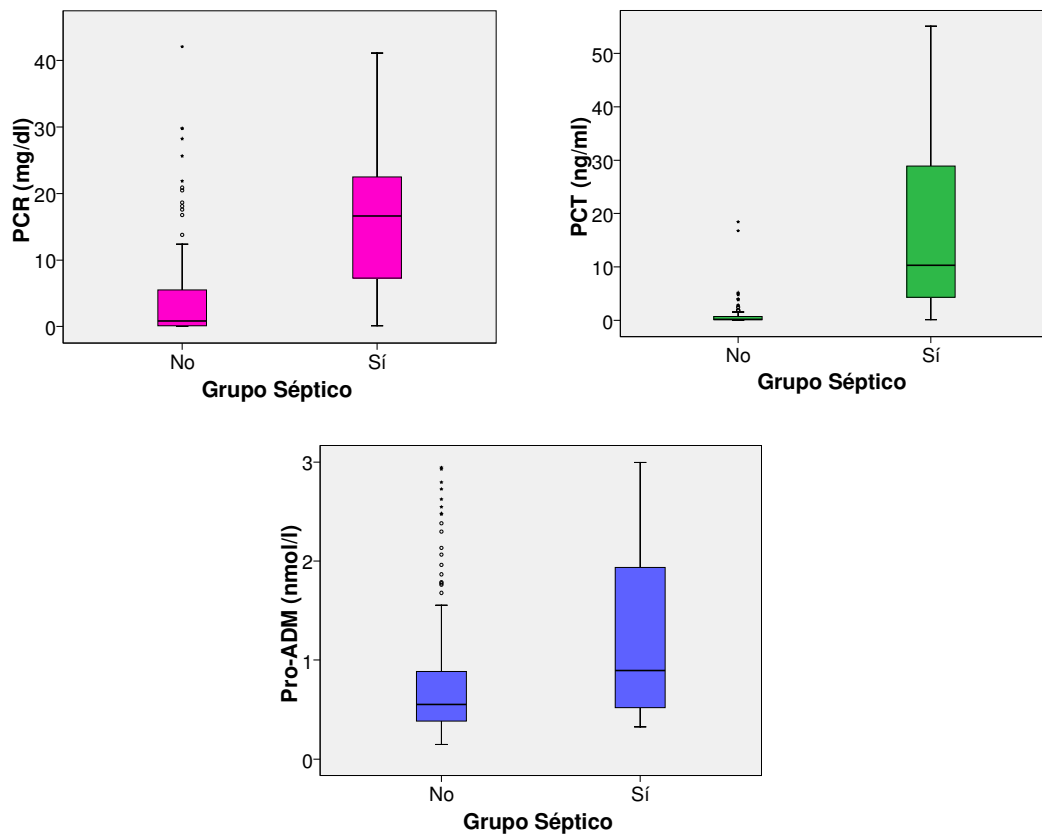 PCR (mg/dl)
40
30
20
10
0
No
Sí
Grupo Séptico
PCT (ng/ml)
50
40
30
20
10
0
No
Sí
Grupo Séptico
Pro-ADM (nmol/l)
3
2
1
0
No
Sí
Grupo Séptico